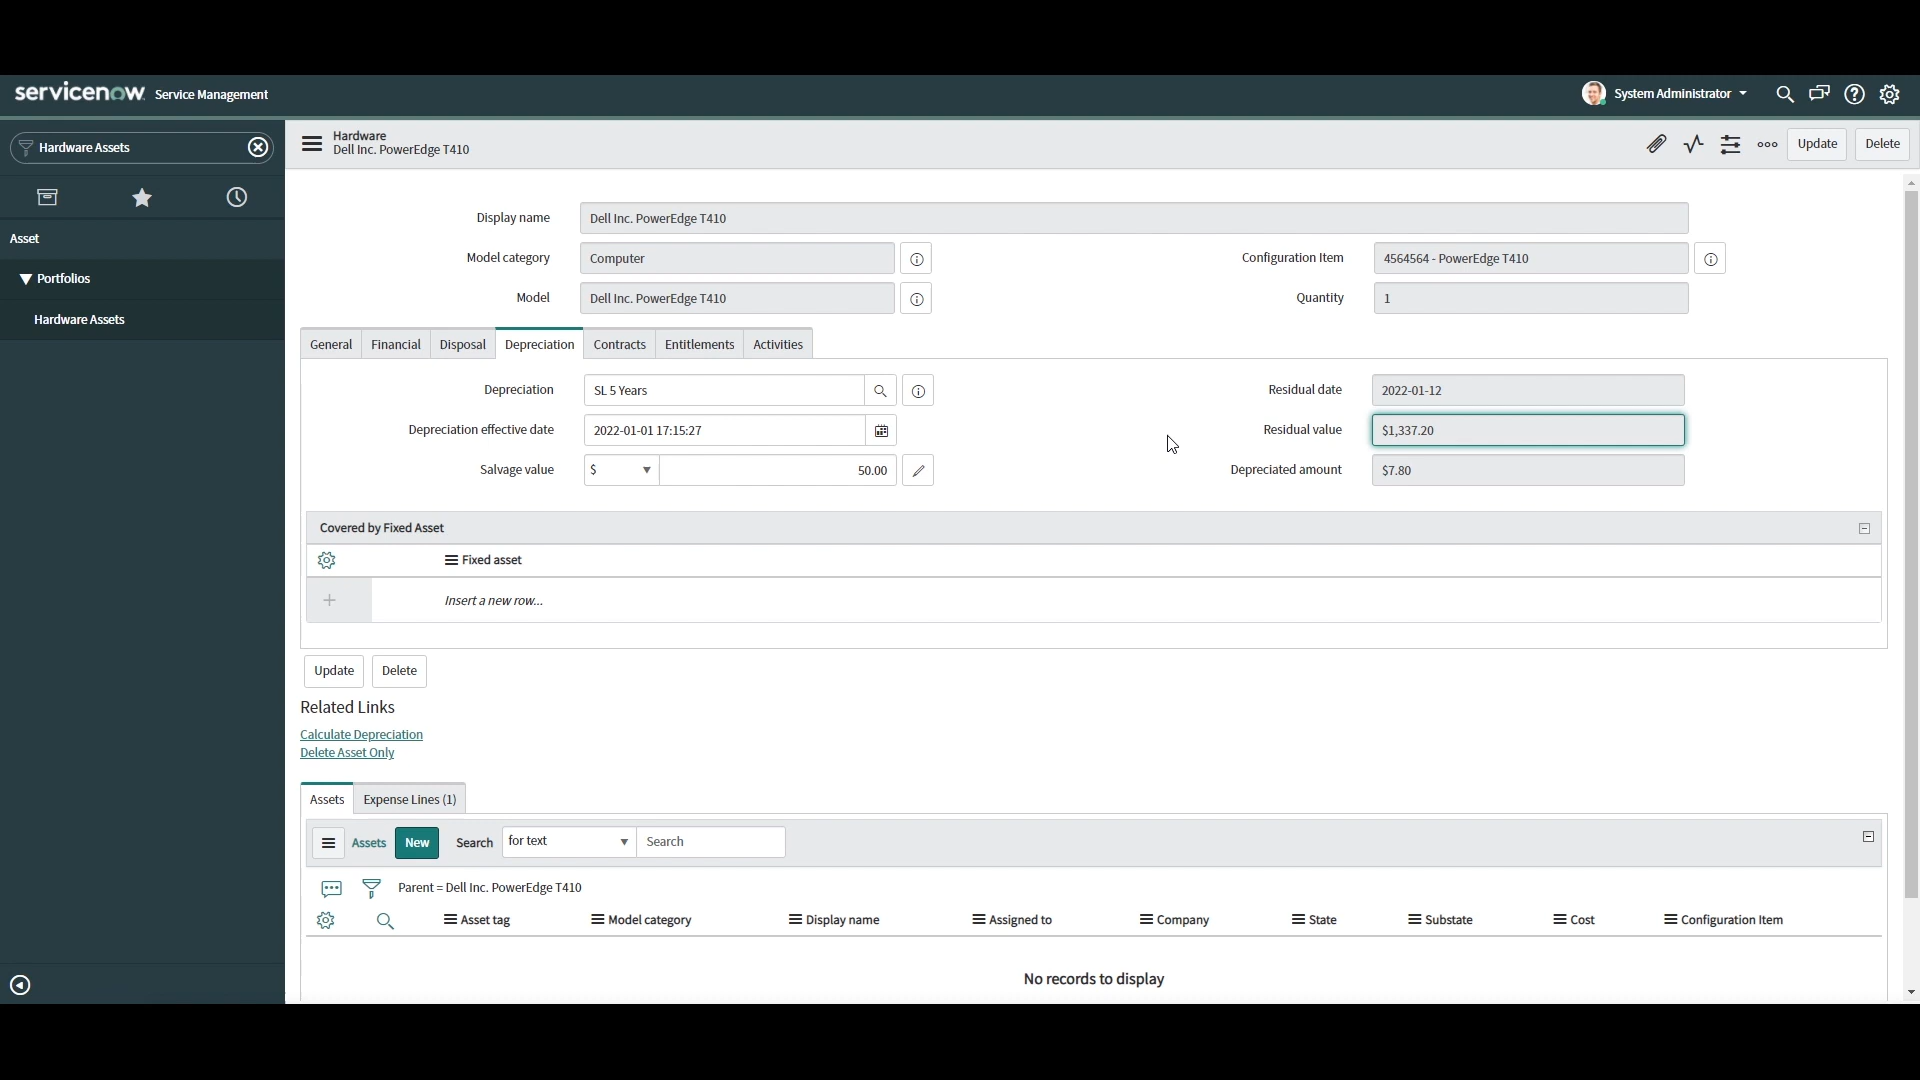 servicenow Service Management
System Administrator
Hardware Assets
Hardware
Dell Inc. PowerEdge T410
Update
Delete
Asset
Portfolios
Hardware Assets
Display name
Dell Inc. PowerEdge T410
Model category
Computer
Configuration Item
4564564 - PowerEdge T410
Model
Dell Inc. PowerEdge T410
Quantity
1
General Financial Disposal Depreciation Contracts Entitlements Activities
Depreciation
SL 5 Years
Residual date
2022-01-12
Depreciation effective date
2022-01-01 17:15:27
Residual value
$1,337.20
Salvage value
$
50.00
Depreciated amount
$7.80
Covered by Fixed Asset
Fixed asset
Insert a new row...
Update
Delete
Related Links
Calculate Depreciation
Delete Asset Only
Assets
Expense Lines (1)
Assets New Search for text Search
Parent = Dell Inc. PowerEdge T410
Asset tag Model category Display name Assigned to Company State Substate Cost Configuration Item
No records to display